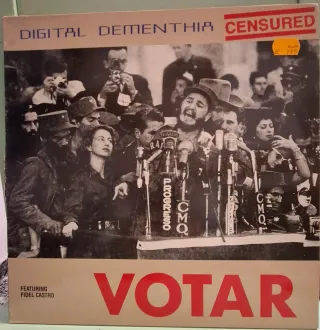 DIGITAL DEMENTHIA
CENSURED
PROGRESO
CMQ
CMQ
FEATURING
FIDEL CASTRO
VOTAR